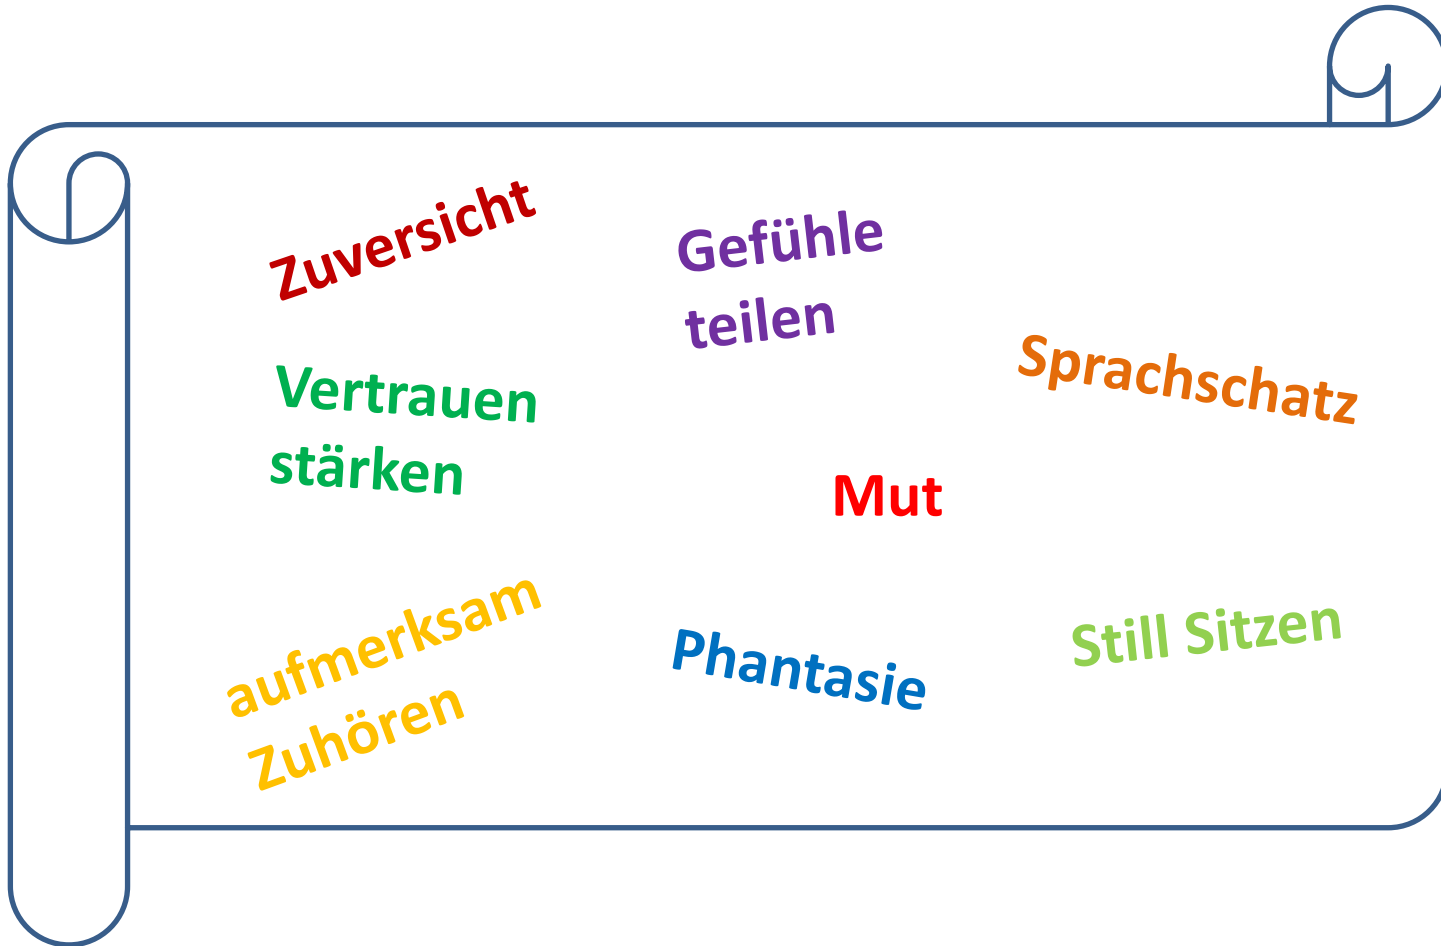 Zuversicht
Gefühle
teilen
Sprachschatz
Vertrauen
stärken
Mut
aufmerksam
Zuhören
Phantasie
Still Sitzen